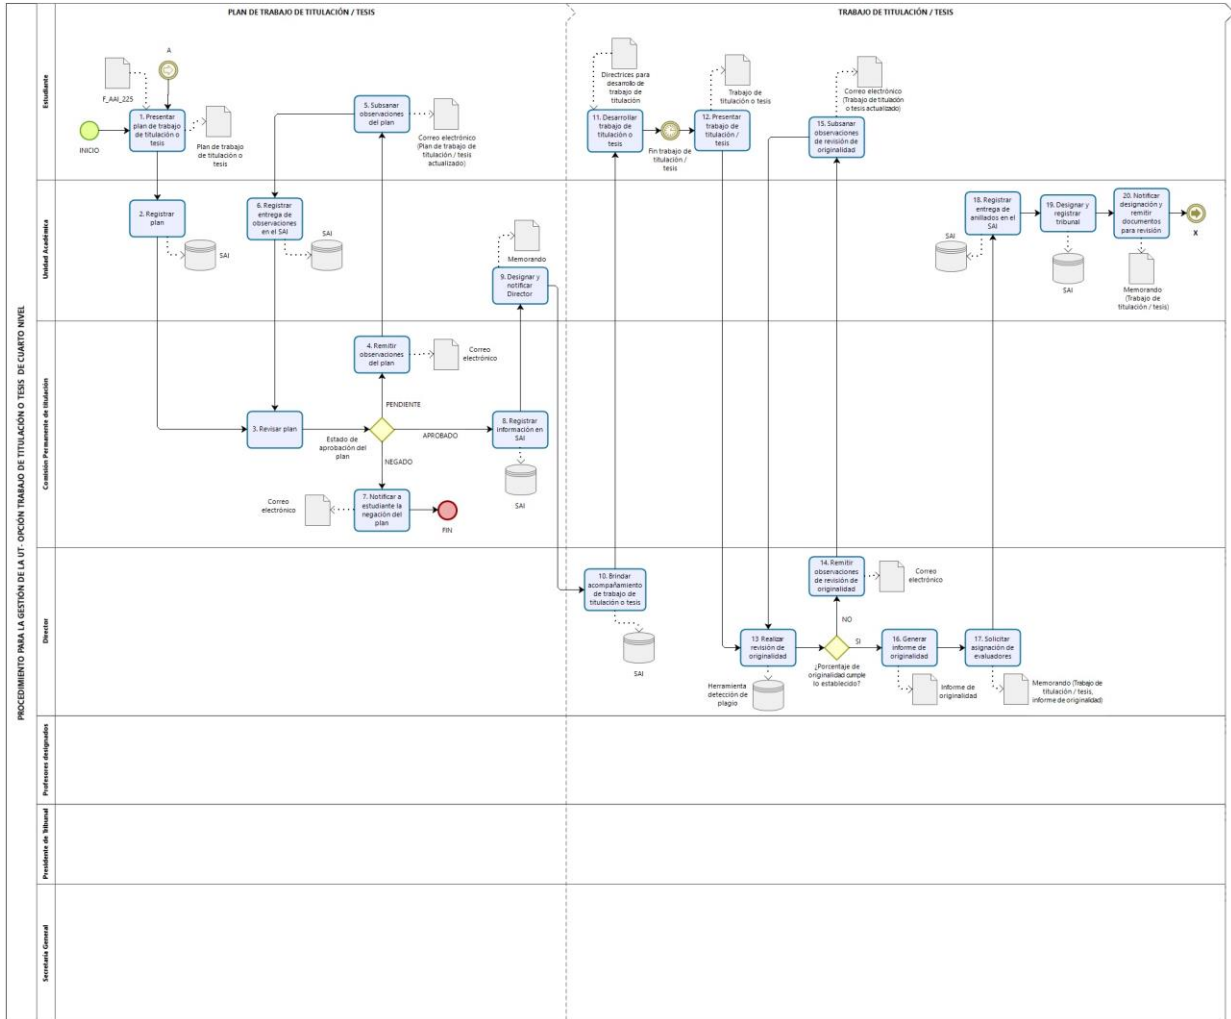 PROCEDIMIENTO PARA LA GESTIÓN DE LA UT- OPCIÓN TRABAJO DE TITULACIÓN O TESIS DE CUARTO NIVEL
PLAN DE TRABAJO DE TITULACIÓN / TESIS
TRABAJO DE TITULACIÓN / TESIS
Estudiante
A
F_AAI_225
INICIO
1. Presentar
plan de trabajo
de titulación o
tesis
Plan de trabajo
de titulación o
tesis
5. Subsanar
observaciones
del plan
Correo electrónico
(Plan de trabajo de
titulación / tesis
actualizado)
Directrices para
desarrollo de
trabajo de
titulación
11. Desarrollar
trabajo de
titulación o
tesis
Fin trabajo de
titulación /
tesis
12. Presentar
trabajo de
titulación /
tesis
Trabajo de
titulación o tesis
15. Subsanar
observaciones
de revisión de
originalidad
Correo electrónico
(Trabajo de titulación
o tesis actualizado)
Unidad Académica
2. Registrar
plan
SAI
6. Registrar
entrega de
observaciones
en el SAI
SAI
Memorando
9. Designar y
notificar
Director
18. Registrar
entrega de
anillados en el
SAI
SAI
19. Designar y
registrar
tribunal
SAI
20. Notificar
designación y
remitir
documentos
para revisión
Memorando
(Trabajo de
titulación / tesis)
X
Comisión Permanente de titulación
3. Revisar plan
Estado de
aprobación del
plan
4. Remitir
observaciones
del plan
Correo
electrónico
PENDIENTE
APROBADO
NEGADO
8. Registrar
información en
SAI
SAI
7. Notificar a
estudiante la
negación del
plan
Correo
electrónico
FIN
Director
10. Brindar
acompañamiento
de trabajo de
titulación o tesis
SAI
13 Realizar
revisión de
originalidad
Herramienta
detección de
plagio
14. Remitir
observaciones
de revisión de
originalidad
Correo
electrónico
NO
SI
¿Porcentaje de
originalidad cumple
lo establecido?
16. Generar
informe de
originalidad
Informe de
originalidad
17. Solicitar
asignación de
evaluadores
Memorando (Trabajo de
titulación / tesis,
informe de originalidad)
Profesores designados
Presidente de Tribunal
Secretaria General